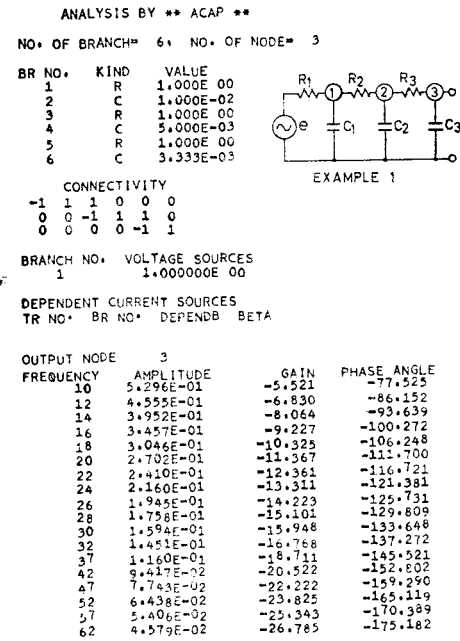 ANALYSIS BY ** ACAP **
NO. OF BRANCH= 6, NO. OF NODE= 3
BR NO. KIND VALUE
1 R 1.000E 00
2 C 1.000E-02
3 R 1.000E 00
4 C 5.000E-03
5 R 1.000E 00
6 C 3.333E-03
R1 R2 R3
1 2 3
e C1 C2 C3
EXAMPLE 1
CONNECTIVITY
-1 1 1 0 0 0
0 0 -1 1 1 0
0 0 0 0 -1 1
BRANCH NO. VOLTAGE SOURCES
1 1.000000E 00
DEPENDENT CURRENT SOURCES
TR NO. BR NO. DEPENDB BETA
OUTPUT NODE 3
FREQUENCY AMPLITUDE GAIN PHASE ANGLE
10 5.296E-01 -5.521 -77.525
12 4.555E-01 -6.830 -86.152
14 3.952E-01 -8.064 -93.639
16 3.457E-01 -9.227 -100.272
18 3.046E-01 -10.325 -106.248
20 2.702E-01 -11.367 -111.700
22 2.410E-01 -12.361 -116.721
24 2.160E-01 -13.311 -121.381
26 1.945E-01 -14.223 -125.731
28 1.758E-01 -15.101 -129.809
30 1.594E-01 -15.948 -133.648
32 1.451E-01 -16.768 -137.272
37 1.160E-01 -18.711 -145.521
42 9.417E-02 -20.522 -152.802
47 7.743E-02 -22.222 -159.290
52 6.438E-02 -23.825 -165.119
57 5.406E-02 -25.343 -170.389
62 4.579E-02 -26.785 -175.182